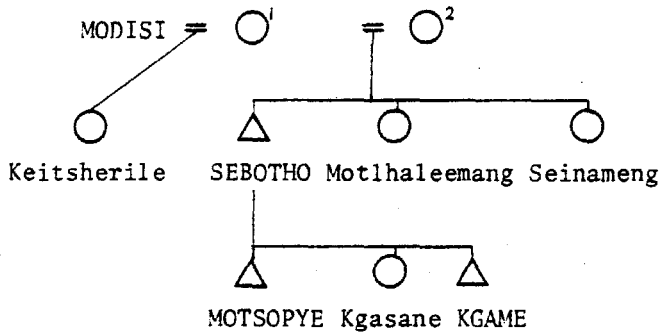 MODISI = 1 = 2
Keitsherile SEBOTHO Motlhaleemang Seinameng
MOTSOPYE Kgasane KGAME